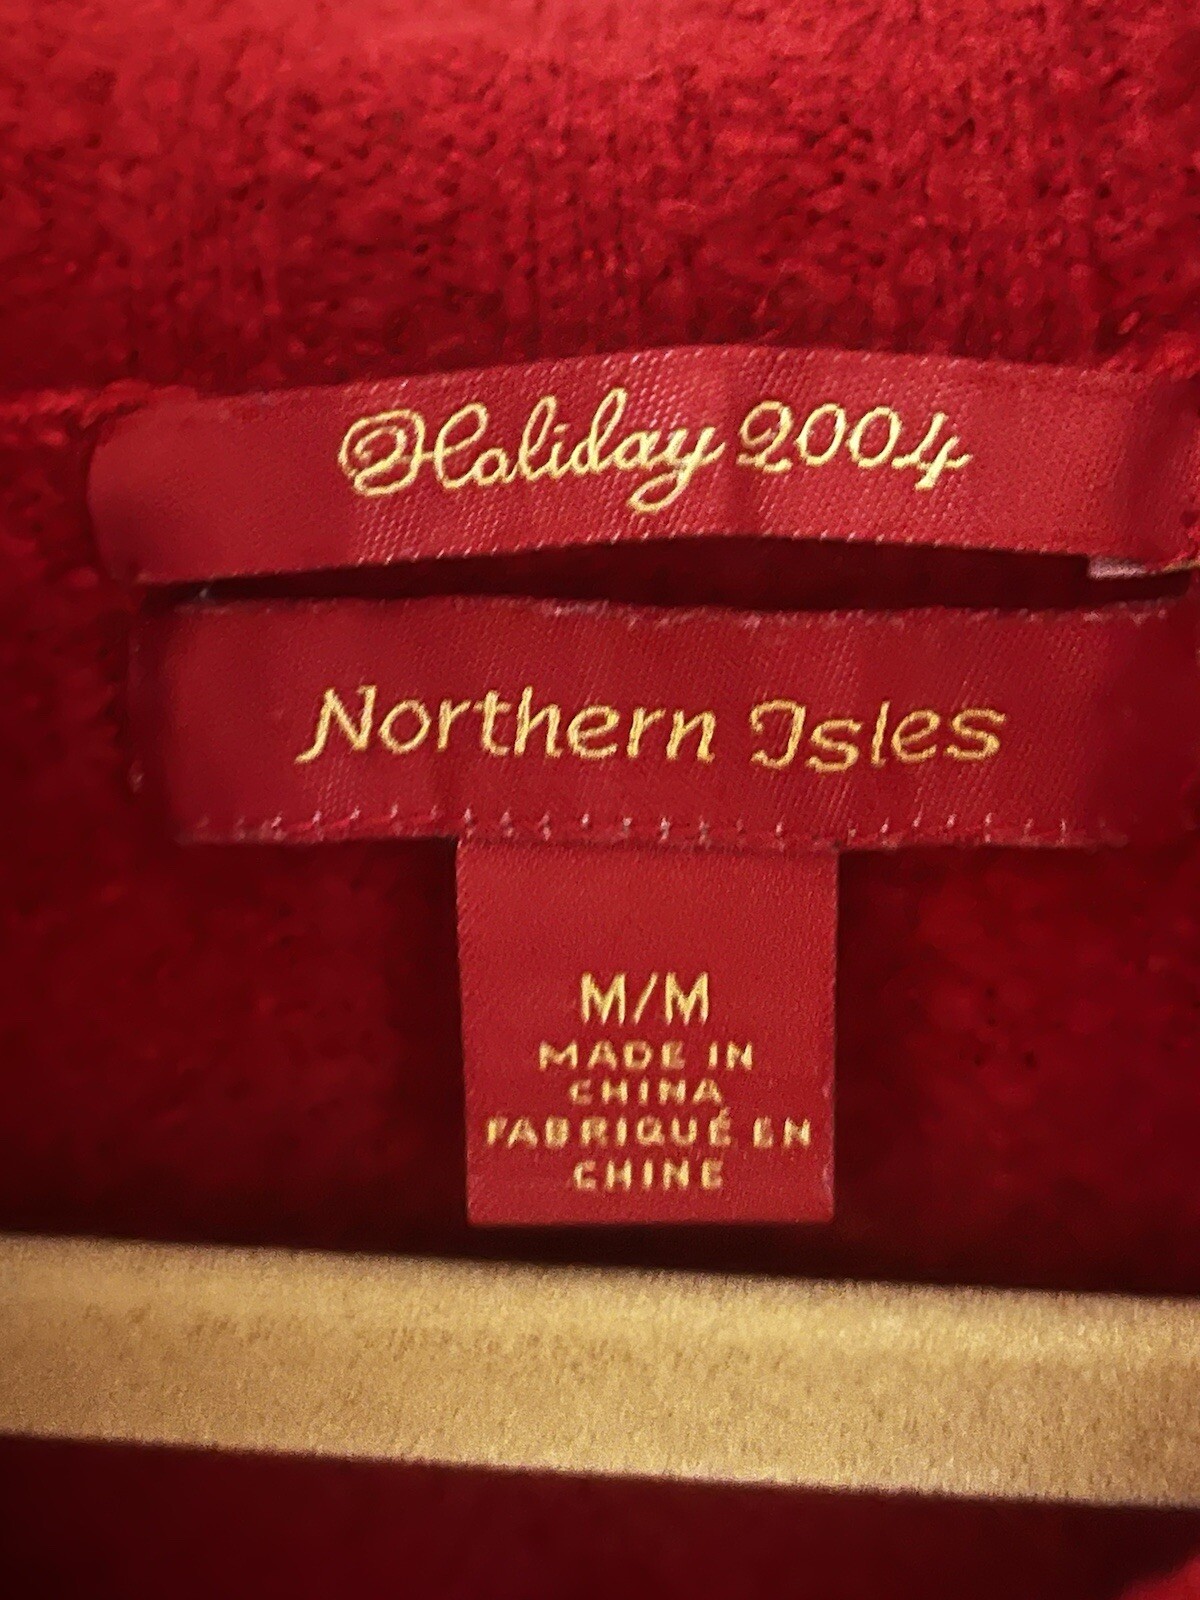 Holiday 2004
Northern Isles
M/M
MADE IN
CHINA
FABRIQUÉ EN
CHINE